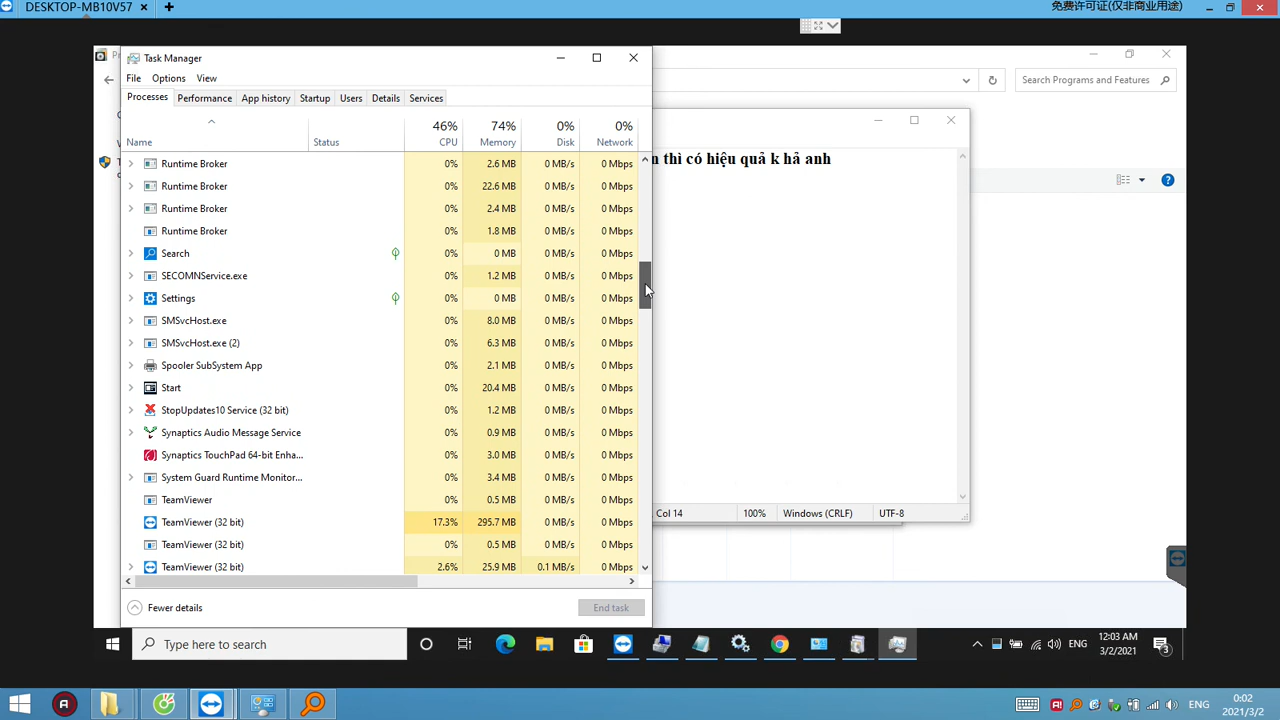 DESKTOP-MB10V57
免费许可证(仅非商业用途)
Task Manager
File Options View
Search Programs and Features
Processes Performance App history Startup Users Details Services
46% 74% 0% 0%
Name Status CPU Memory Disk Network
Runtime Broker 0% 2.6 MB 0 MB/s 0 Mbps
thì có hiệu quả k hả anh
Runtime Broker 0% 22.6 MB 0 MB/s 0 Mbps
Runtime Broker 0% 2.4 MB 0 MB/s 0 Mbps
Runtime Broker 0% 1.8 MB 0 MB/s 0 Mbps
Search 0% 0 MB 0 MB/s 0 Mbps
SECOMNService.exe 0% 1.2 MB 0 MB/s 0 Mbps
Settings 0% 0 MB 0 MB/s 0 Mbps
SMSvcHost.exe 0% 8.0 MB 0 MB/s 0 Mbps
SMSvcHost.exe (2) 0% 6.3 MB 0 MB/s 0 Mbps
Spooler SubSystem App 0% 2.1 MB 0 MB/s 0 Mbps
Start 0% 20.4 MB 0 MB/s 0 Mbps
StopUpdates10 Service (32 bit) 0% 1.2 MB 0 MB/s 0 Mbps
Synaptics Audio Message Service 0% 0.9 MB 0 MB/s 0 Mbps
Synaptics TouchPad 64-bit Enha... 0% 3.0 MB 0 MB/s 0 Mbps
System Guard Runtime Monitor... 0% 3.4 MB 0 MB/s 0 Mbps
TeamViewer 0% 0.5 MB 0 MB/s 0 Mbps
TeamViewer (32 bit) 17.3% 295.7 MB 0 MB/s 0 Mbps
TeamViewer (32 bit) 0% 0.5 MB 0 MB/s 0 Mbps
TeamViewer (32 bit) 2.6% 25.9 MB 0.1 MB/s 0 Mbps
Col 14 100% Windows (CRLF) UTF-8
Fewer details End task
Type here to search
ENG
12:03 AM
3/2/2021
3
ENG
0:02
2021/3/2